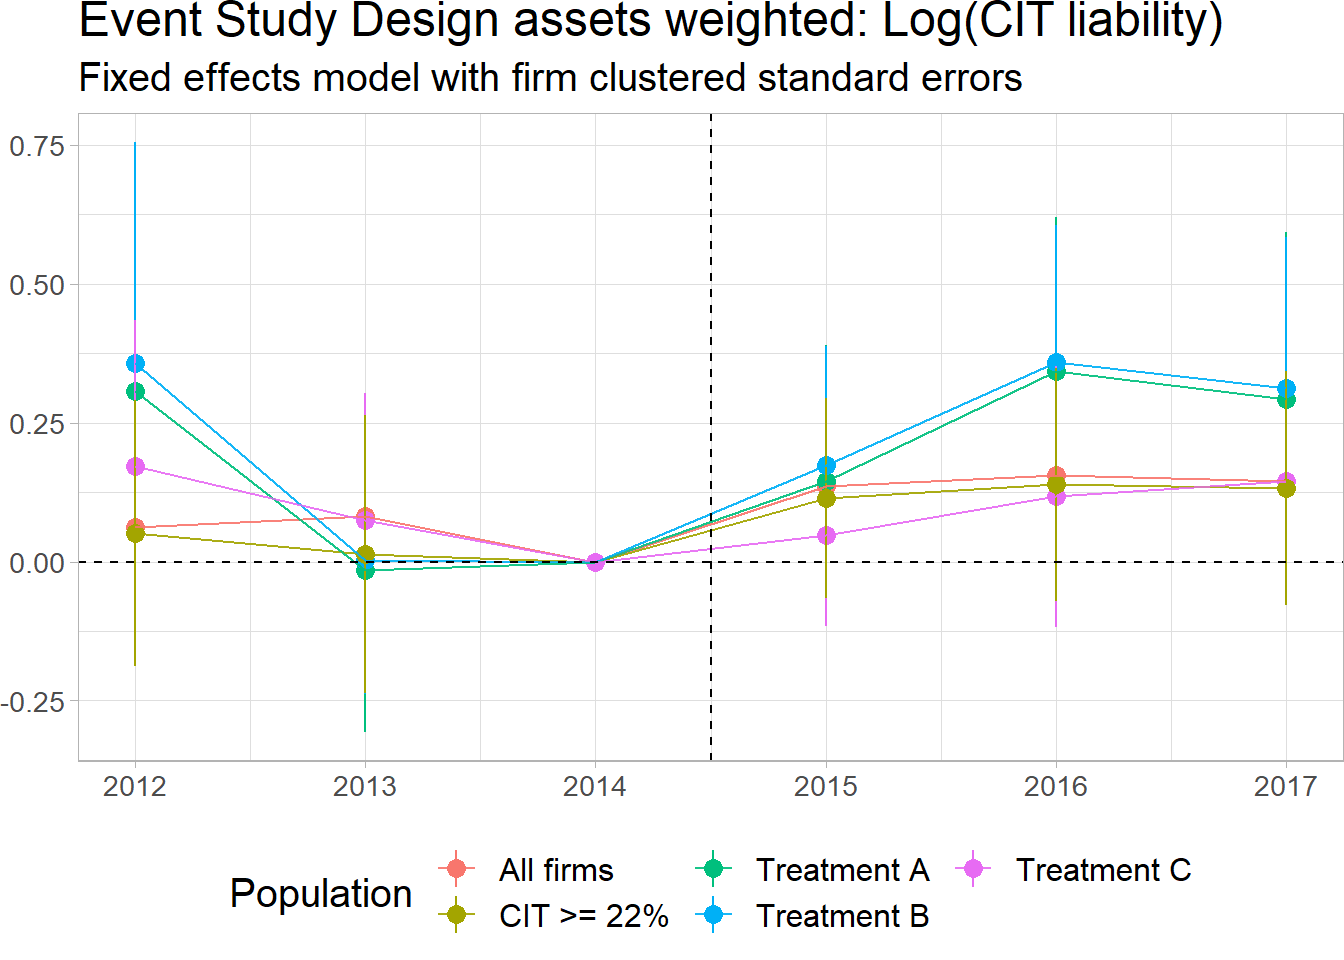 Event Study Design assets weighted: Log(CIT liability)
Fixed effects model with firm clustered standard errors
0.75
0.50
0.25
0.00
-0.25
2012 2013 2014 2015 2016 2017
Population
All firms Treatment A Treatment C
CIT >= 22% Treatment B